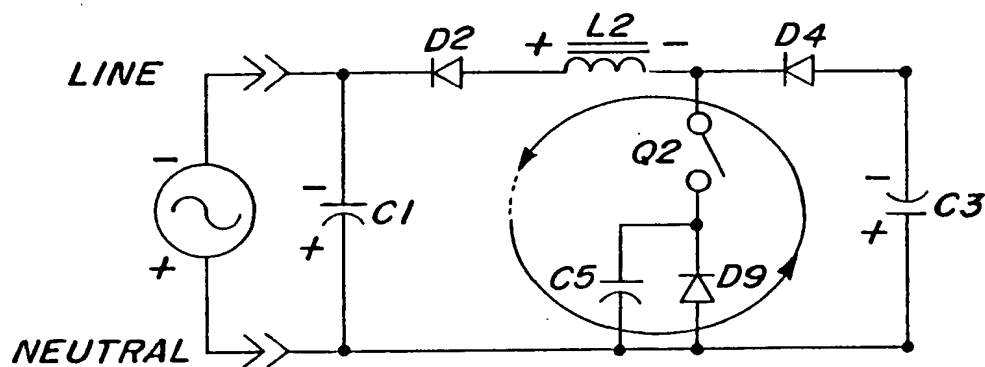 D2
+ L2 -
D4
LINE
Q2
-
-
C1
-
C3
+
+
+
C5
D9
NEUTRAL